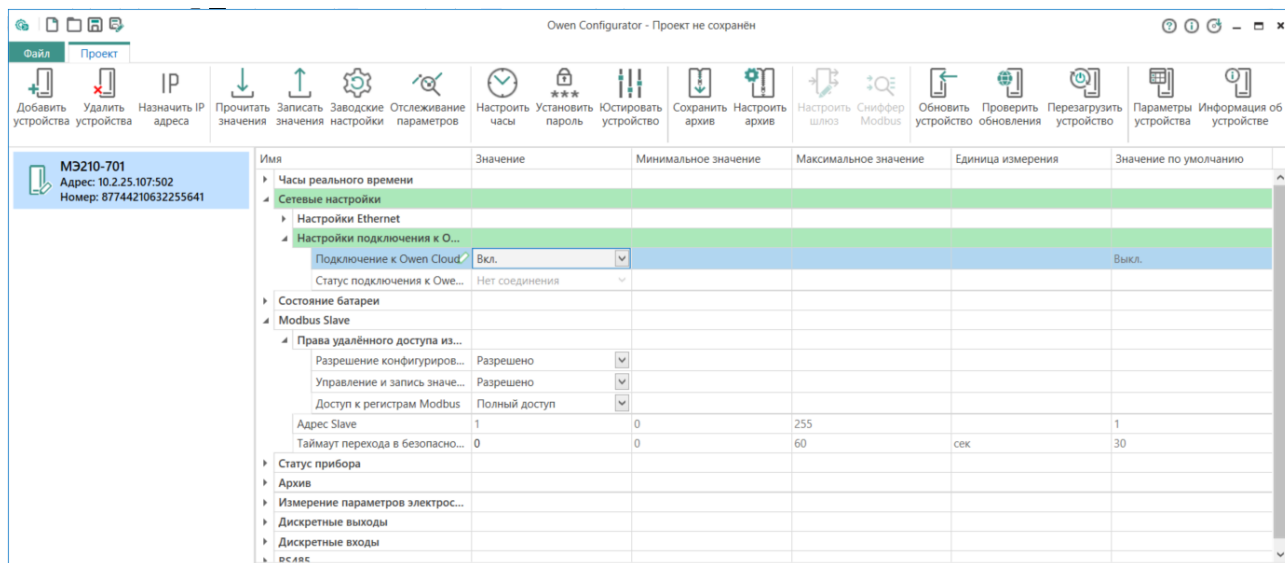 Owen Configurator - Проект не сохранён
Файл Проект
Добавить устройства
Удалить устройства
Назначить IP адреса
Прочитать значения
Записать значения
Заводские настройки
Отслеживание параметров
Настроить часы
Установить пароль
Юстировать устройство
Сохранить архив
Настроить архив
Настроить шлюз
Сниффер Modbus
Обновить устройство
Проверить обновления
Перезагрузить устройство
Параметры устройства
Информация об устройстве
IP
МЭ210-701
Адрес: 10.2.25.107:502
Номер: 87744210632255641
Имя Значение Минимальное значение Максимальное значение Единица измерения Значение по умолчанию
Часы реального времени
Сетевые настройки
Настройки Ethernet
Настройки подключения к O...
Подключение к Owen Cloud Вкл. Выкл.
Статус подключения к Owe... Нет соединения
Состояние батареи
Modbus Slave
Права удалённого доступа из...
Разрешение конфигуриров... Разрешено
Управление и запись значе... Разрешено
Доступ к регистрам Modbus Полный доступ
Адрес Slave 1 0 255 1
Таймаут перехода в безопасно... 0 0 60 сек 30
Статус прибора
Архив
Измерение параметров электрос...
Дискретные выходы
Дискретные входы
RS485